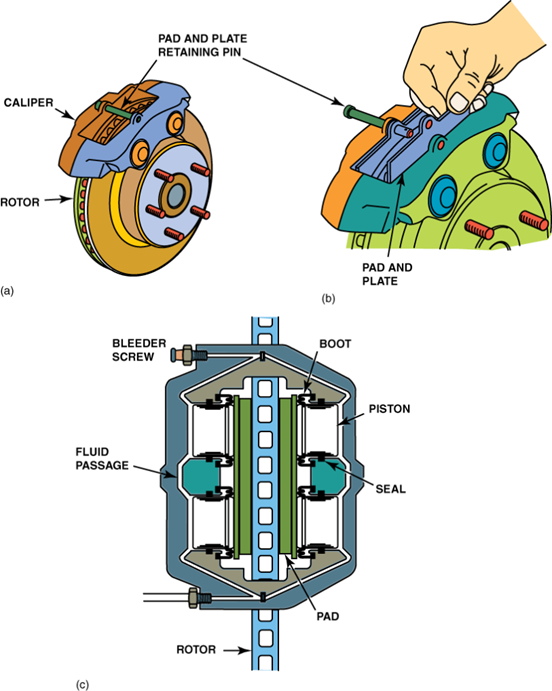 PAD AND PLATE
RETAINING PIN
CALIPER
ROTOR
(a)
PAD AND
PLATE
(b)
BLEEDER
SCREW
BOOT
PISTON
FLUID
PASSAGE
SEAL
PAD
ROTOR
(c)